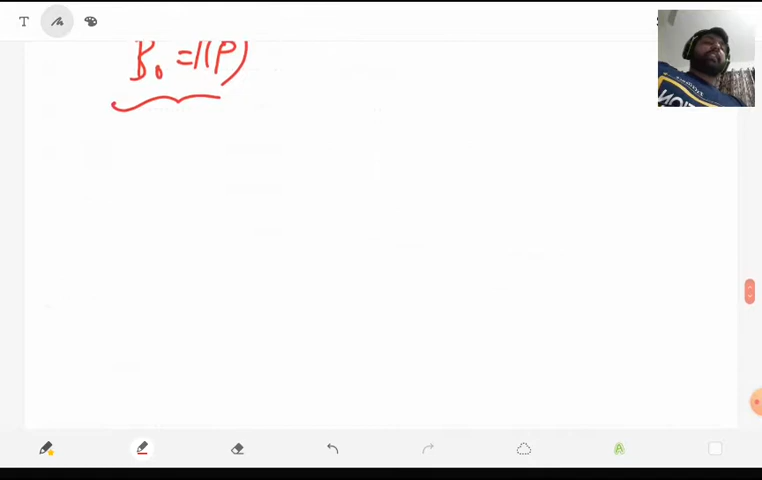 T
B₀ = 1(P)
A